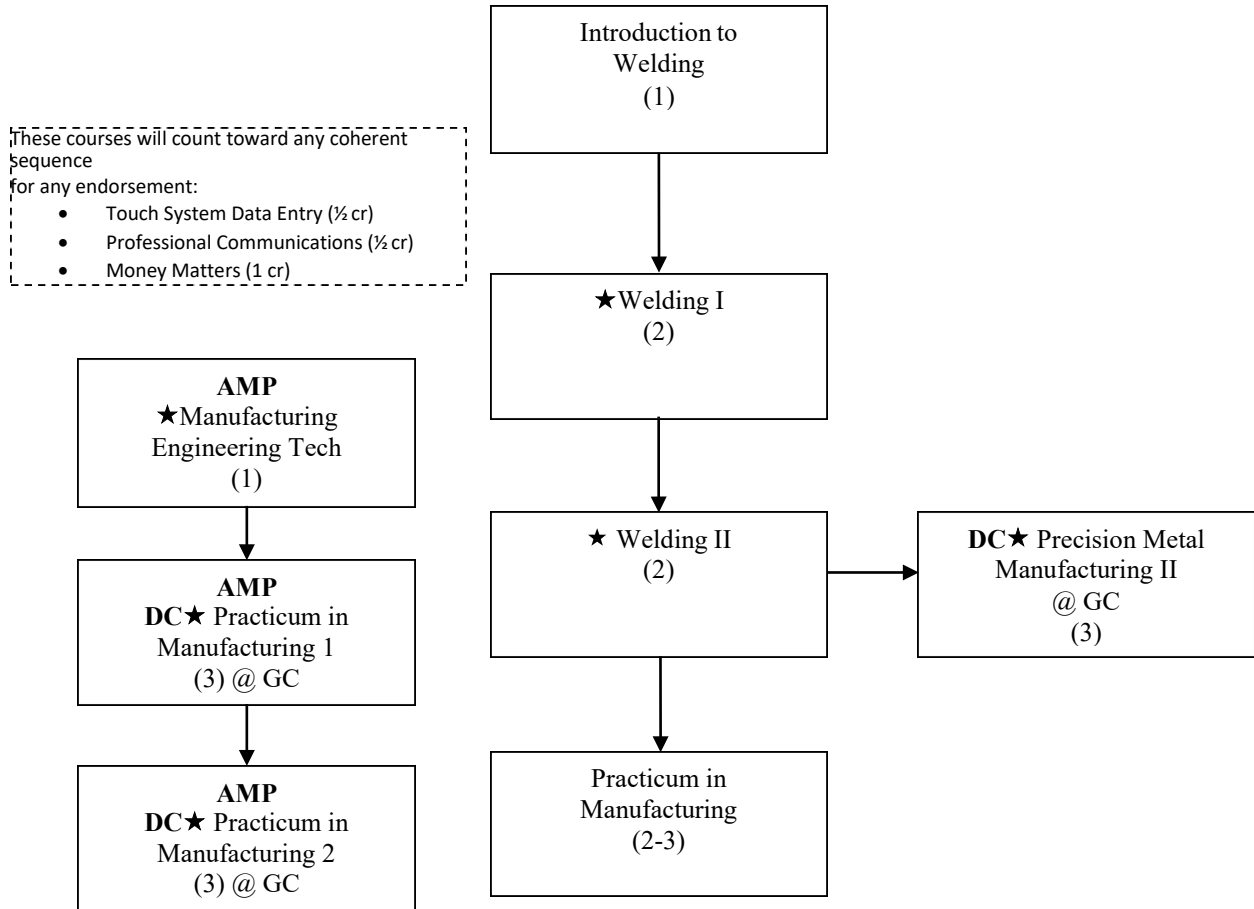 Introduction to
Welding
(1)
These courses will count toward any coherent
sequence
for any endorsement:
• Touch System Data Entry (½ cr)
• Professional Communications (½ cr)
• Money Matters (1 cr)
★Welding I
(2)
AMP
★Manufacturing
Engineering Tech
(1)
★ Welding II
(2)
DC★ Precision Metal
Manufacturing II
@ GC
(3)
AMP
DC★ Practicum in
Manufacturing 1
(3) @ GC
Practicum in
Manufacturing
(2-3)
AMP
DC★ Practicum in
Manufacturing 2
(3) @ GC